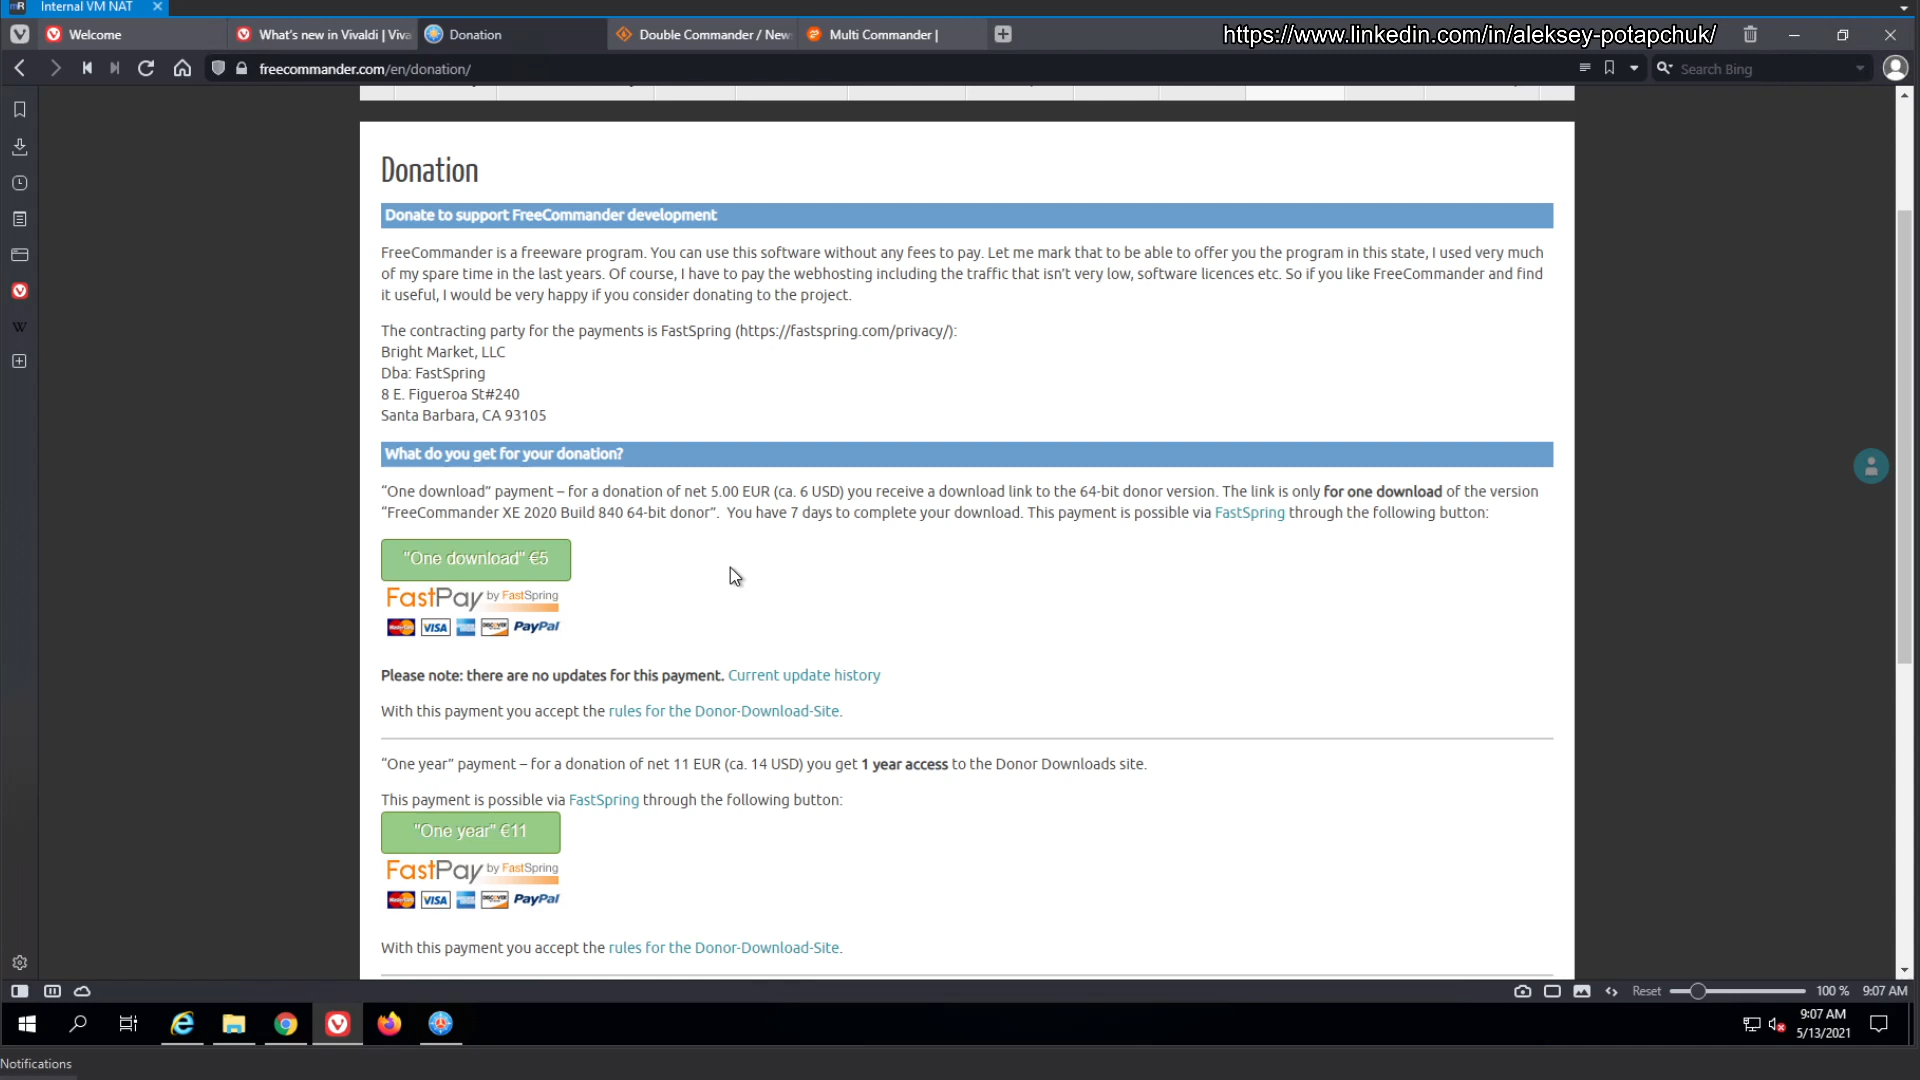 Internal VM NAT
Welcome
What's new in Vivaldi | Viva
Donation
Double Commander / New
Multi Commander |
https://www.linkedin.com/in/aleksey-potapchuk/
freecommander.com/en/donation/
Search Bing
Donation
Donate to support FreeCommander development
FreeCommander is a freeware program. You can use this software without any fees to pay. Let me mark that to be able to offer you the program in this state, I used very much
of my spare time in the last years. Of course, I have to pay the webhosting including the traffic that isn't very low, software licences etc. So if you like FreeCommander and find
it useful, I would be very happy if you consider donating to the project.
The contracting party for the payments is FastSpring (https://fastspring.com/privacy/):
Bright Market, LLC
Dba: FastSpring
8 E. Figueroa St#240
Santa Barbara, CA 93105
What do you get for your donation?
“One download” payment – for a donation of net 5.00 EUR (ca. 6 USD) you receive a download link to the 64-bit donor version. The link is only for one download of the version
“FreeCommander XE 2020 Build 840 64-bit donor”. You have 7 days to complete your download. This payment is possible via FastSpring through the following button:
"One download" €5
FastPay by FastSpring
MasterCard VISA DISCOVER PayPal
Please note: there are no updates for this payment. Current update history
With this payment you accept the rules for the Donor-Download-Site.
“One year” payment – for a donation of net 11 EUR (ca. 14 USD) you get 1 year access to the Donor Downloads site.
This payment is possible via FastSpring through the following button:
"One year" €11
FastPay by FastSpring
MasterCard VISA DISCOVER PayPal
With this payment you accept the rules for the Donor-Download-Site.
Reset
100 %
9:07 AM
9:07 AM
5/13/2021
Notifications